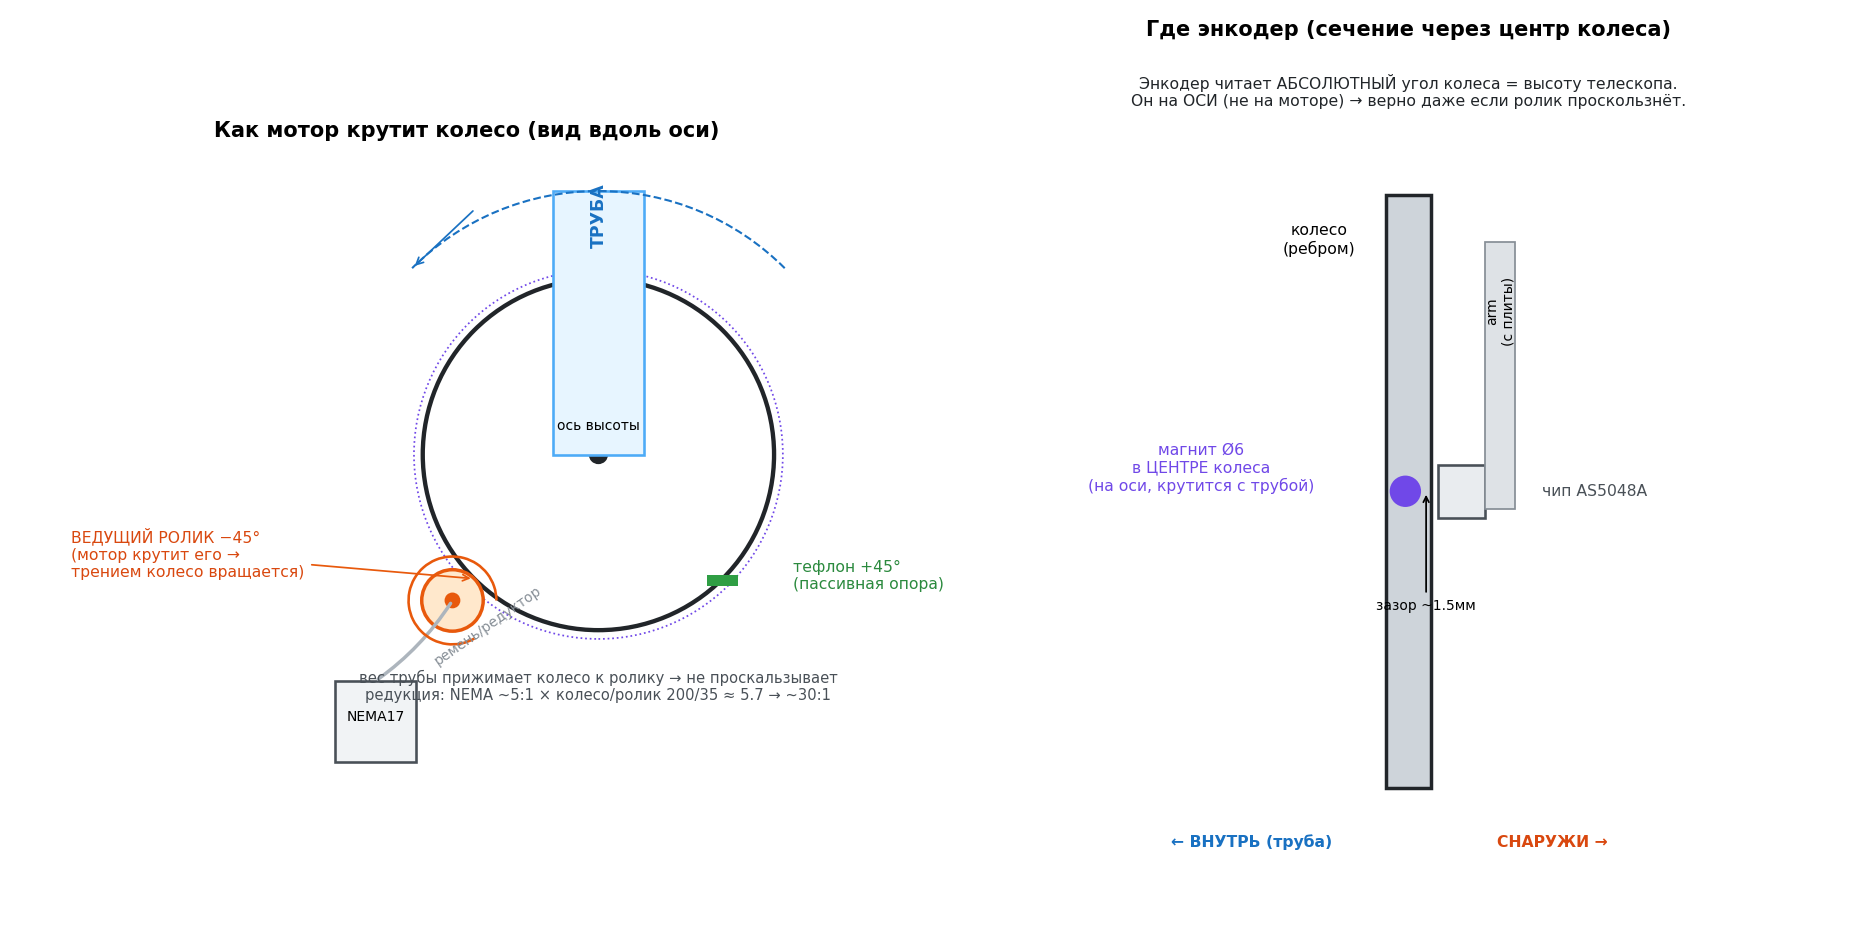 Как мотор крутит колесо (вид вдоль оси)
ТРУБА
ось высоты
ВЕДУЩИЙ РОЛИК −45°
(мотор крутит его →
трением колесо вращается)
тефлон +45°
(пассивная опора)
ремень/редуктор
вес трубы прижимает колесо к ролику → не проскальзывает
редукция: NEMA ~5:1 × колесо/ролик 200/35 ≈ 5.7 → ~30:1
NEMA17
Где энкодер (сечение через центр колеса)
Энкодер читает АБСОЛЮТНЫЙ угол колеса = высоту телескопа.
Он на ОСИ (не на моторе) → верно даже если ролик проскользнёт.
колесо
(ребром)
arm
(с плиты)
магнит Ø6
в ЦЕНТРЕ колеса
(на оси, крутится с трубой)
чип AS5048A
зазор ~1.5мм
← ВНУТРЬ (труба)
СНАРУЖИ →